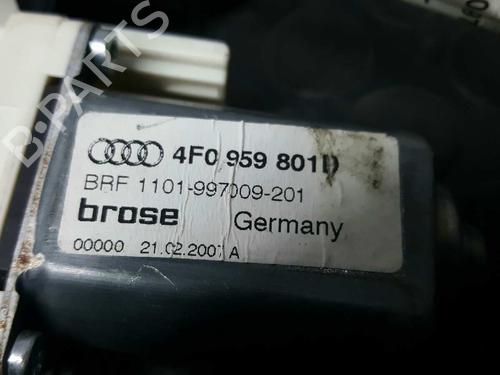 4F0 959 801D
BRF 1101-997009-201
brose Germany
00000 21.02.2007 A
B-PARTS